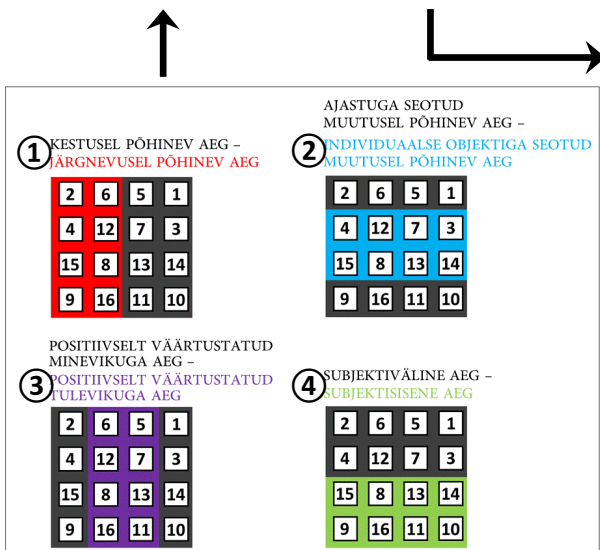 1
KESTUSEL PÕHINEV AEG –
JÄRGNEVUSEL PÕHINEV AEG
2 6 5 1
4 12 7 3
15 8 13 14
9 16 11 10
AJASTUGA SEOTUD
MUUTUSEL PÕHINEV AEG –
2
INDIVIDUAALSE OBJEKTIGA SEOTUD
MUUTUSEL PÕHINEV AEG
2 6 5 1
4 12 7 3
15 8 13 14
9 16 11 10
POSITIIVSELT VÄÄRTUSTATUD
MINEVIKUGA AEG –
3
POSITIIVSELT VÄÄRTUSTATUD
TULEVIKUGA AEG
2 6 5 1
4 12 7 3
15 8 13 14
9 16 11 10
4
SUBJEKTIVÄLINE AEG –
SUBJEKTISISENE AEG
2 6 5 1
4 12 7 3
15 8 13 14
9 16 11 10